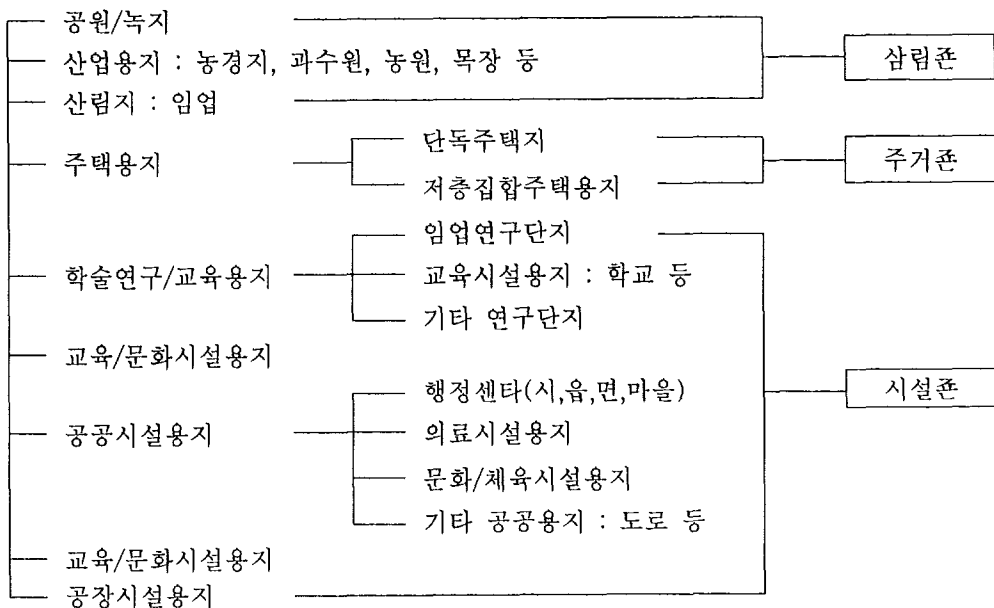 공원/녹지
산업용지 : 농경지, 과수원, 농원, 목장 등
삼림죤
산림지 : 임업
단독주택지
주택용지
주거죤
저층집합주택용지
임업연구단지
학술연구/교육용지
교육시설용지 : 학교 등
기타 연구단지
교육/문화시설용지
행정센타(시,읍,면,마을)
시설죤
공공시설용지
의료시설용지
문화/체육시설용지
기타 공공용지 : 도로 등
교육/문화시설용지
공장시설용지